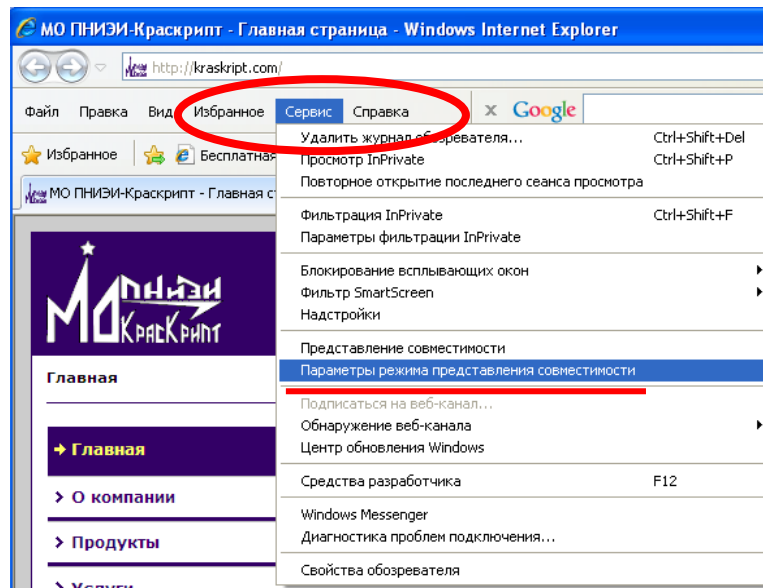 МО ПНИЭИ-Краскрипт - Главная страница - Windows Internet Explorer
http://kraskript.com/
Файл Правка Вид Избранное Сервис Справка x Google
Избранное Бесплатная
МО ПНИЭИ-Краскрипт - Главная
Удалить журнал обозревателя... Ctrl+Shift+Del
Просмотр InPrivate Ctrl+Shift+P
Повторное открытие последнего сеанса просмотра
Фильтрация InPrivate Ctrl+Shift+F
Параметры фильтрации InPrivate
Блокирование всплывающих окон
Фильтр SmartScreen
Надстройки
Представление совместимости
Параметры режима представления совместимости
Подписаться на веб-канал...
Обнаружение веб-канала
Центр обновления Windows
Средства разработчика F12
Windows Messenger
Диагностика проблем подключения...
Свойства обозревателя
МО ПНИЭИ
КрасКрипт
Главная
Главная
О компании
Продукты
Услуги